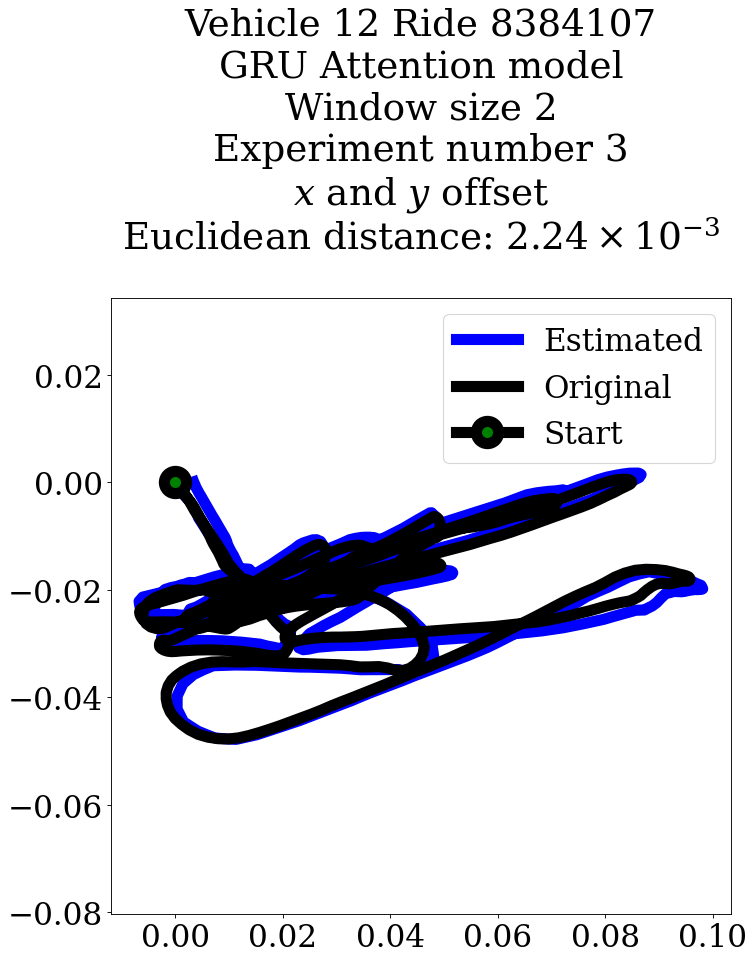 Vehicle 12 Ride 8384107
GRU Attention model
Window size 2
Experiment number 3
x and y offset
Euclidean distance: 2.24 × 10⁻³
Estimated
Original
Start
0.02
0.00
−0.02
−0.04
−0.06
−0.08
0.00 0.02 0.04 0.06 0.08 0.10